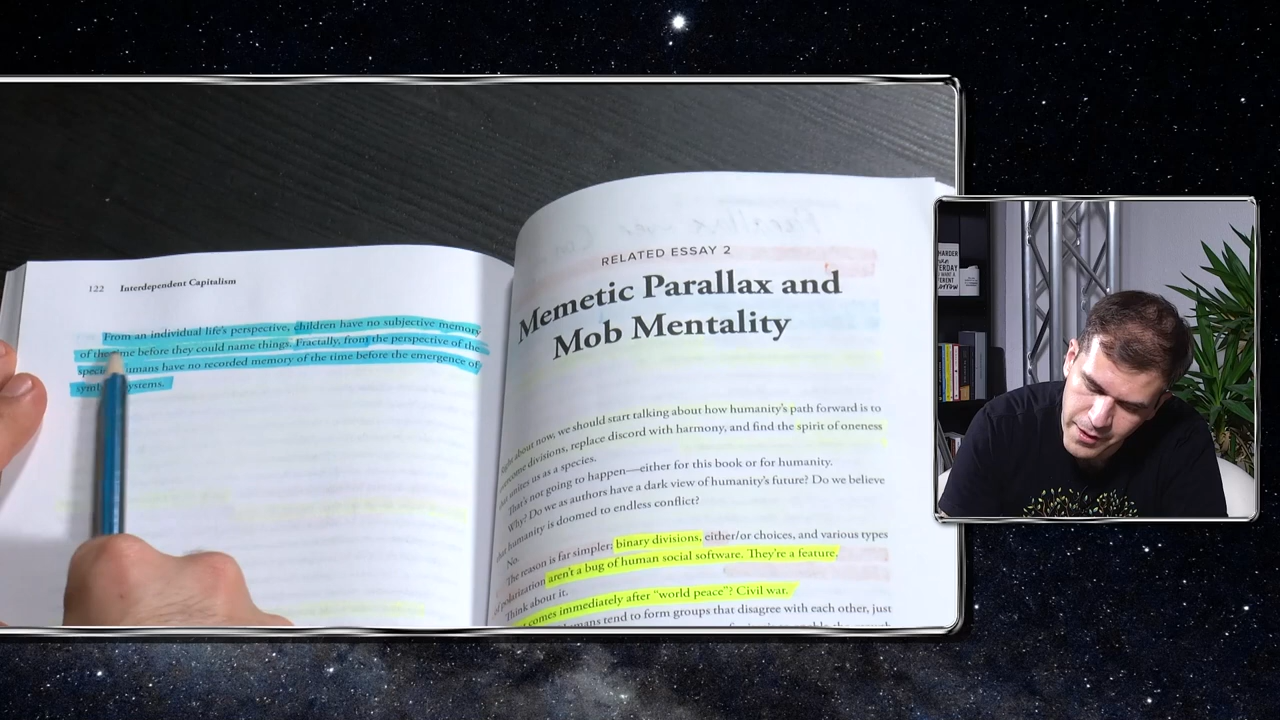 122 Interdependent Capitalism
From an individual life's perspective, children have no subjective memory
of the time before they could name things. Fractally, from the perspective of the
humans have no recorded memory of the time before the emergence of
RELATED ESSAY 2
Memetic Parallax and
Mob Mentality
about now, we should start talking about how humanity's path forward is to
divisions, replace discord with harmony, and find the spirit of oneness
unites us as a species.
That's not going to happen—either for this book or for humanity.
Why? Do we as authors have a dark view of humanity's future? Do we believe
humanity is doomed to endless conflict?
No.
The reason is far simpler: binary divisions, either/or choices, and various types
polarization aren't a bug of human social software. They're a feature.
Think about it.
comes immediately after “world peace”? Civil war.
tend to form groups that disagree with each other, just
HARDER